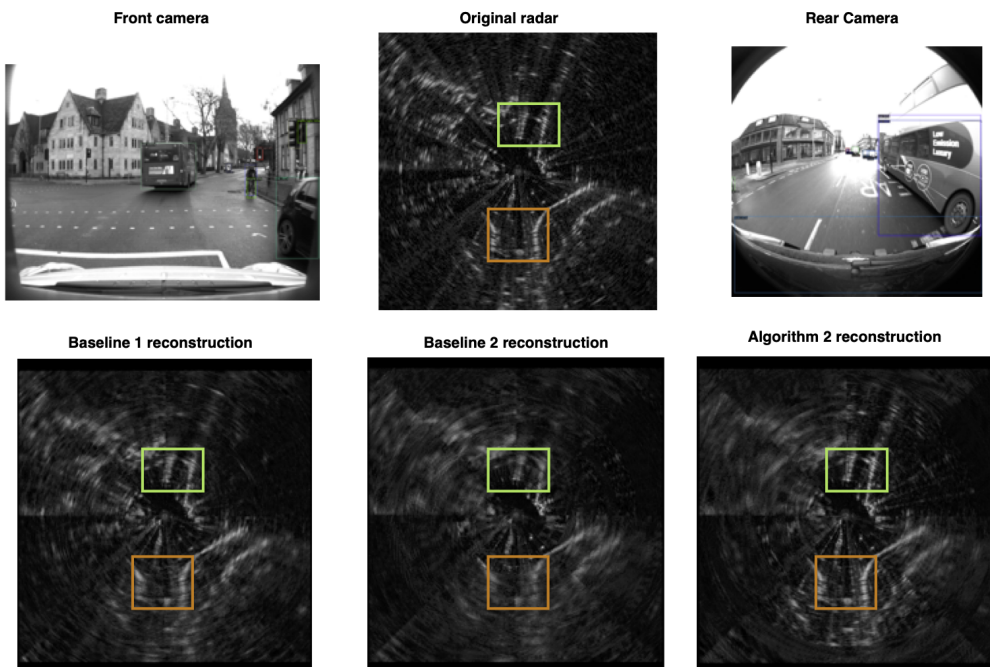 Front camera
Original radar
Rear Camera
Low
Emission
Luxury
Baseline 1 reconstruction
Baseline 2 reconstruction
Algorithm 2 reconstruction